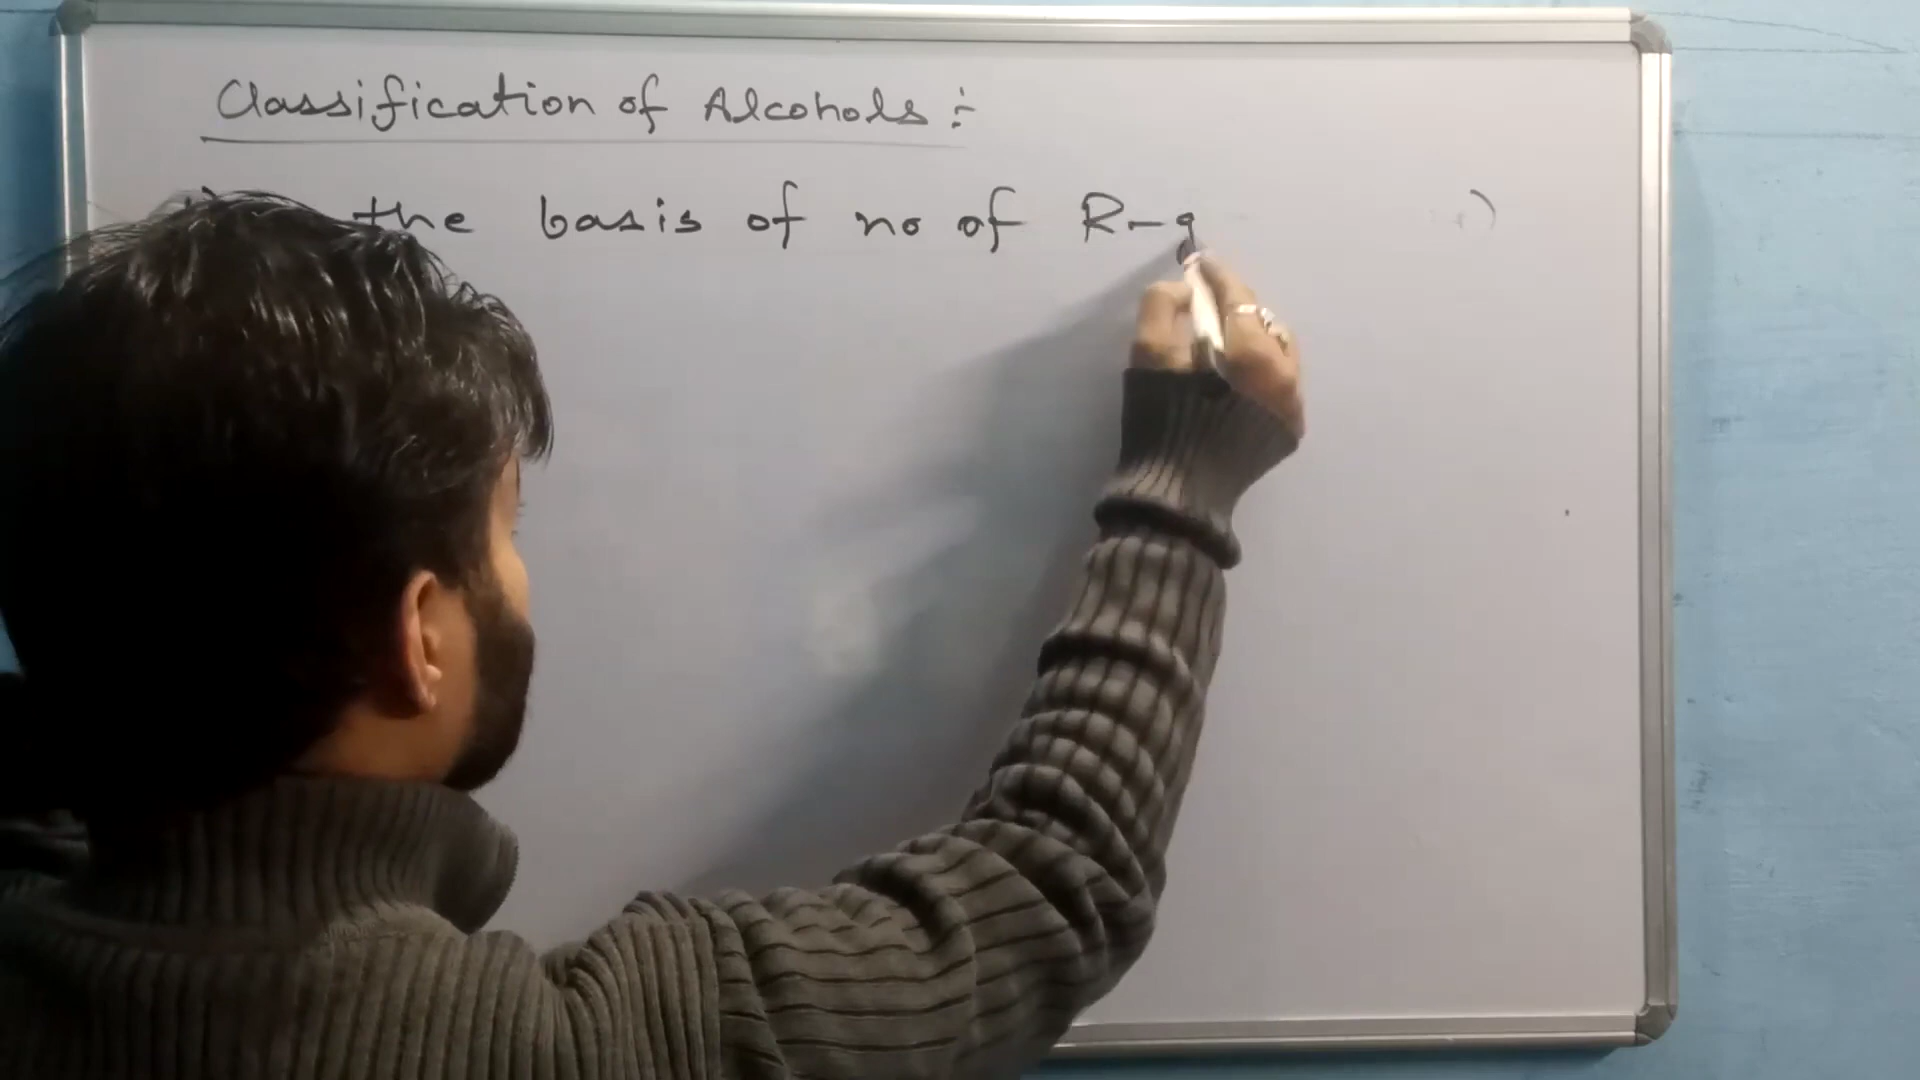 Classification of Alcohols :-
the basis of no of R-g